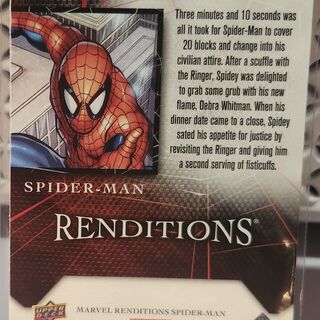 Three minutes and 10 seconds was
all it took for Spider-Man to cover
20 blocks and change into his
civilian attire. After a scuffle with
the Ringer, Spidey was delighted
to grab some grub with his new
flame, Debra Whitman. When his
dinner date came to a close, Spidey
sated his appetite for justice by
revisiting the Ringer and giving him
a second serving of fisticuffs.
SPIDER-MAN
RENDITIONS®
UPPER
DECK
MARVEL RENDITIONS SPIDER-MAN